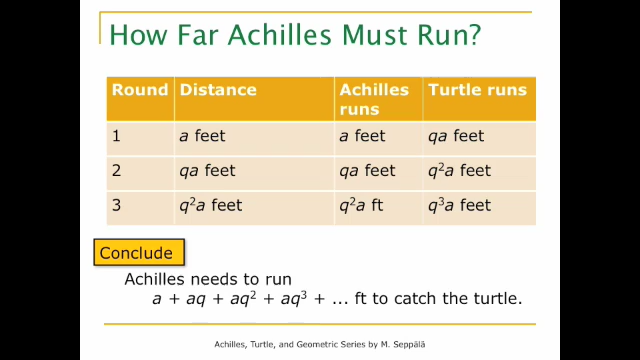 How Far Achilles Must Run?
Round Distance Achilles runs Turtle runs
1 a feet a feet qa feet
2 qa feet qa feet q²a feet
3 q²a feet q²a ft q³a feet
Conclude
Achilles needs to run
a + aq + aq² + aq³ + ... ft to catch the turtle.
Achilles, Turtle, and Geometric Series by M. Seppälä